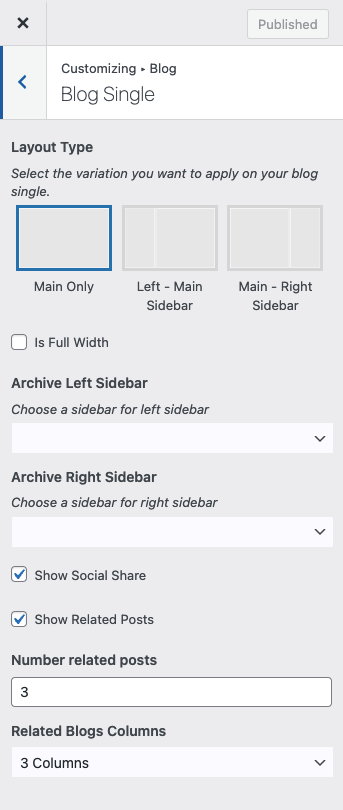 Published
Customizing ▸ Blog
Blog Single
Layout Type
Select the variation you want to apply on your blog
single.
Main Only
Left - Main
Sidebar
Main - Right
Sidebar
Is Full Width
Archive Left Sidebar
Choose a sidebar for left sidebar
Archive Right Sidebar
Choose a sidebar for right sidebar
Show Social Share
Show Related Posts
Number related posts
3
Related Blogs Columns
3 Columns